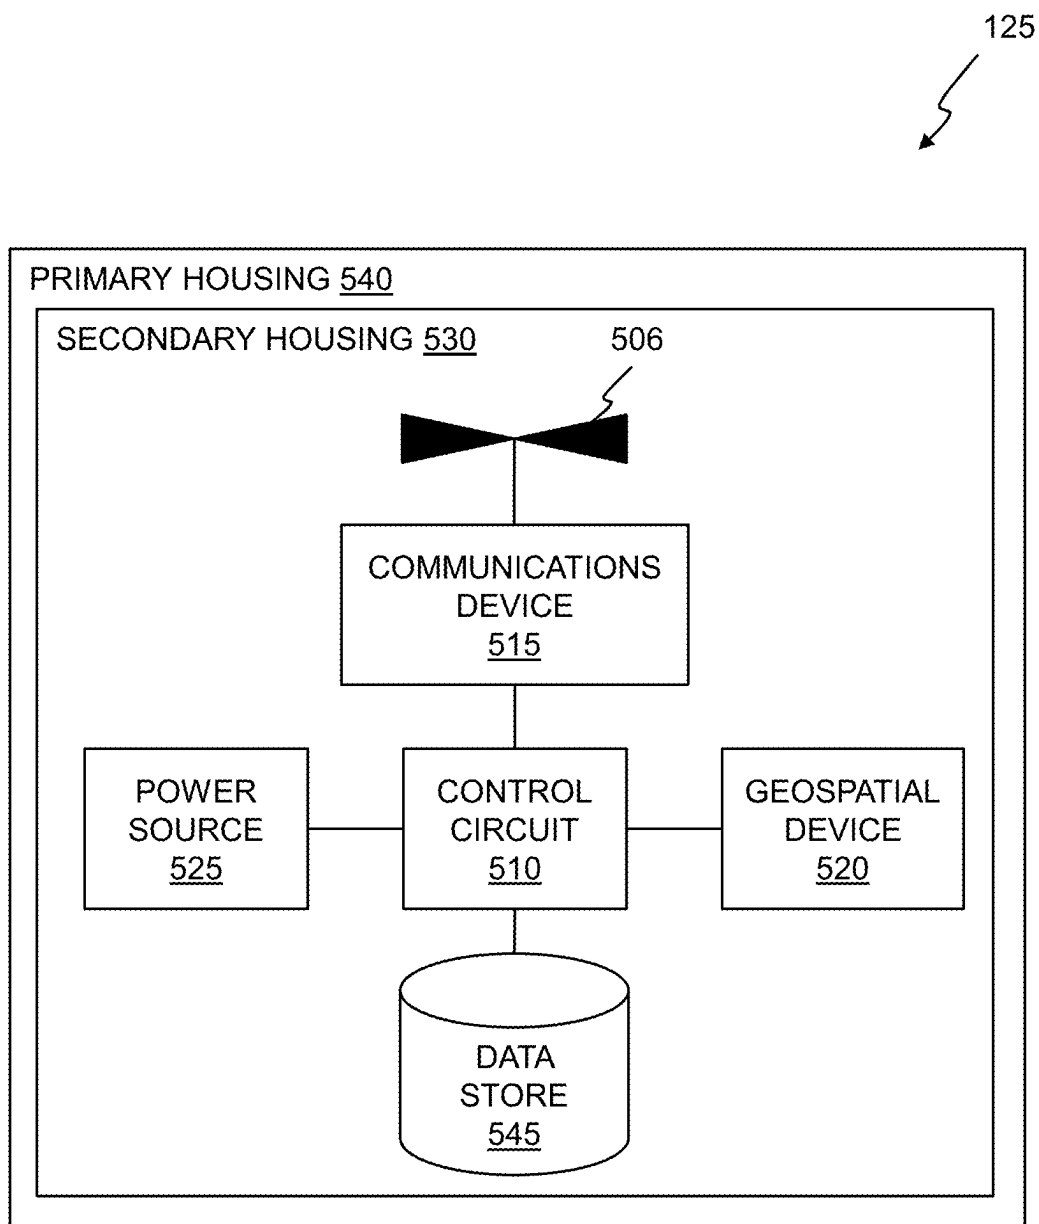 125
PRIMARY HOUSING 540
SECONDARY HOUSING 530
506
COMMUNICATIONS
DEVICE
515
POWER
SOURCE
525
CONTROL
CIRCUIT
510
GEOSPATIAL
DEVICE
520
DATA
STORE
545